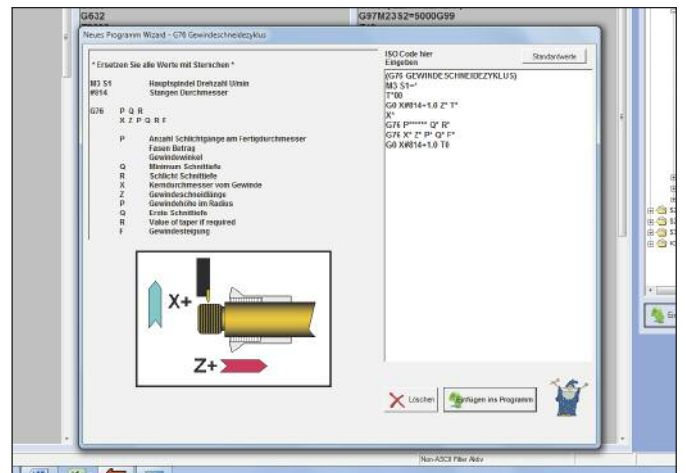 G632
G97M23S2=5000G99
Neues Programm Wizard - G76 Gewindeschneidezyklus
* Ersetzen Sie alle Werte mit Sternchen *
M3 S1 Hauptspindel Drehzahl U/min
#814 Stangen Durchmesser
G76 P Q R
X Z P Q R F
P Anzahl Schlichtgänge am Fertigdurchmesser
Fasen Betrag
Gewindewinkel
Q Minimum Schnittiefe
R Schlicht Schnittiefe
X Kerndurchmesser vom Gewinde
Z Gewindeschneidlänge
P Gewindehöhe im Radius
Q Erste Schnittiefe
R Value of taper if required
F Gewindesteigung
X+
Z+
ISO Code hier
Eingeben
Standardwerte
(G76 GEWINDESCHNEIDEZYKLUS)
M3 S1=*
T*00
G0 X#814+1.0 Z* T*
X*
G76 P****** Q* R*
G76 X* Z* P* Q* F*
G0 X#814+1.0 T0
Löschen
Einfügen ins Programm
Non-ASCII Filter Aktiv